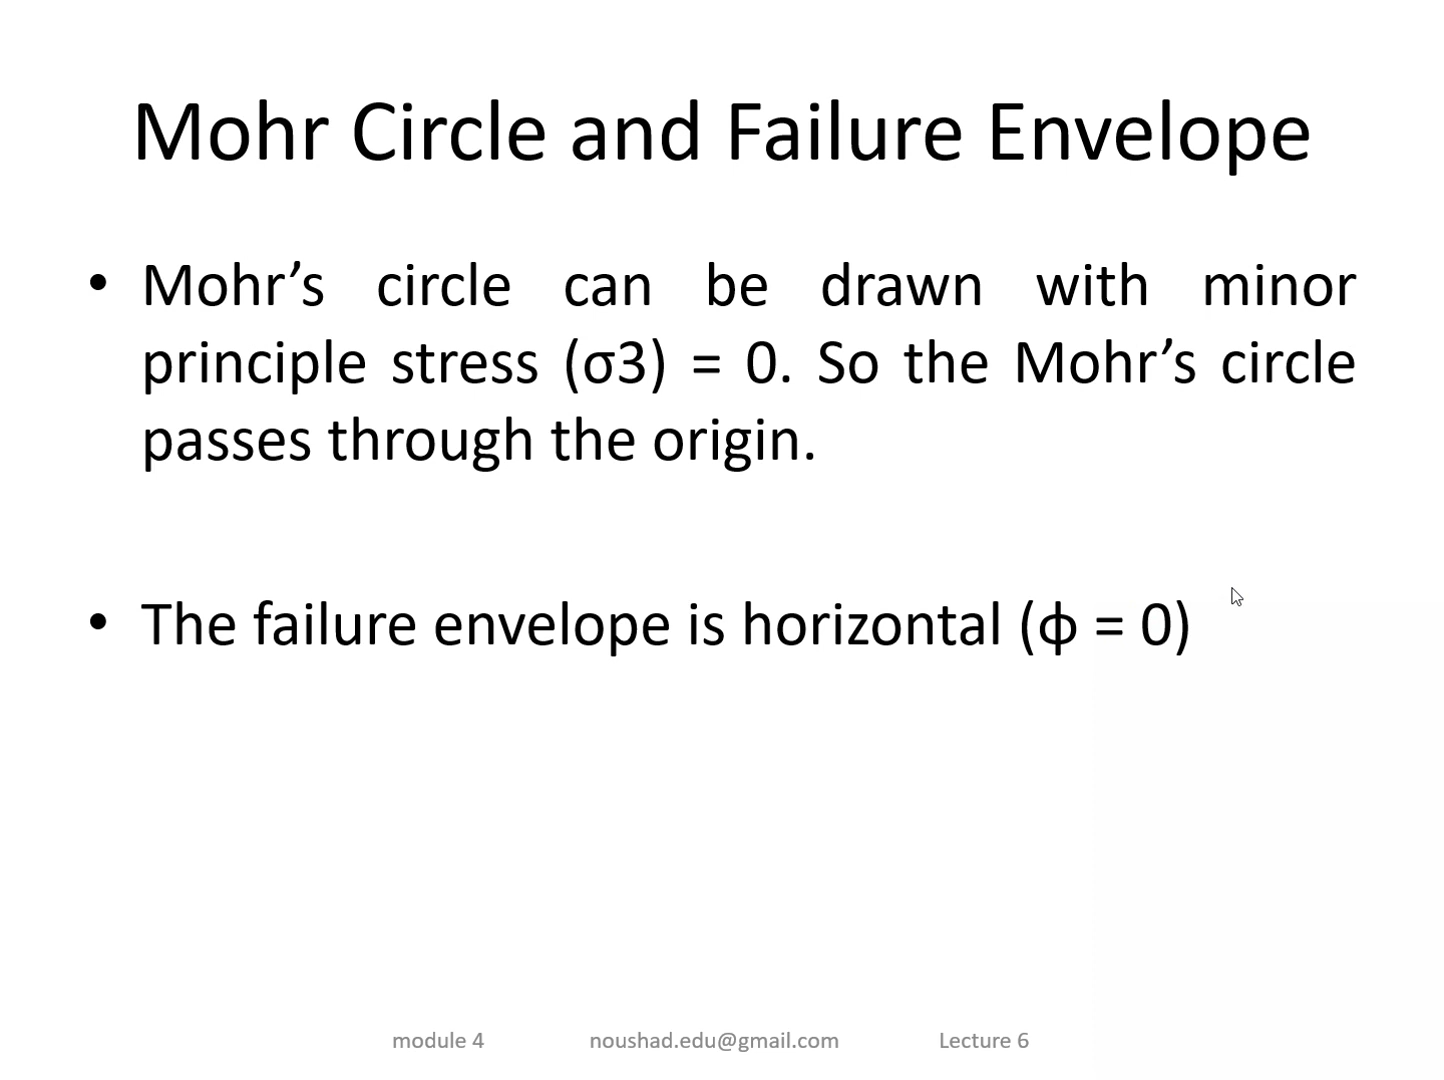 Mohr Circle and Failure Envelope
• Mohr’s circle can be drawn with minor
principle stress (σ3) = 0. So the Mohr’s circle
passes through the origin.
• The failure envelope is horizontal (ϕ = 0)
module 4 noushad.edu@gmail.com Lecture 6